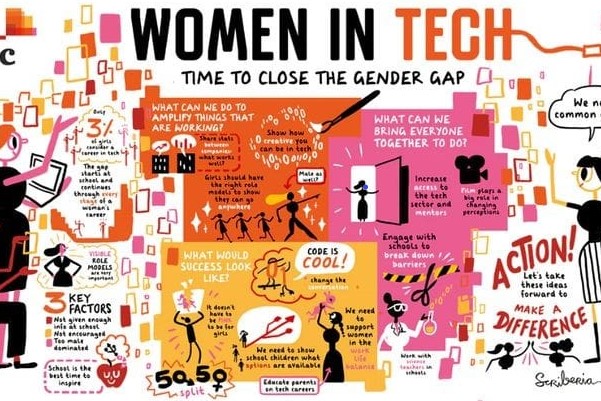 WOMEN IN TECH
TIME TO CLOSE THE GENDER GAP
c
Only
3%
of girls
consider a
career in tech
The gap
starts at
school and
continues
through every
stage of a
woman's
career
VISIBLE
ROLE
MODELS
are very
important
3 KEY
FACTORS
Not given enough
info at school
Not encouraged
Too male
dominated
School is the
best time to
inspire
WHAT CAN WE DO TO
AMPLIFY THINGS THAT
ARE WORKING?
Share stats
between
companies:
what works
well?
Show how
creative you
can be in tech
Girls should have
the right role
models to show
they can go
anywhere
Male as
well?
WHAT CAN WE
BRING EVERYONE
TOGETHER TO DO?
Increase
access to
the tech
sector and
mentors
Film plays a
big role in
changing
perceptions
Engage with
schools to
break down
barriers
Work with
science teachers
in schools
WHAT WOULD
SUCCESS LOOK
LIKE?
CODE IS
COOL!
change the
conversation
It doesn't
have to
be PINK
to be for
girls
50:50
split
We need to show
school children what
options are available
Educate parents
on tech careers
We
need to
support
women in
the work
life
balance
We ne
common
ACTION!
Let's take
these ideas
forward to
MAKE A
DIFFERENCE
Scriberia